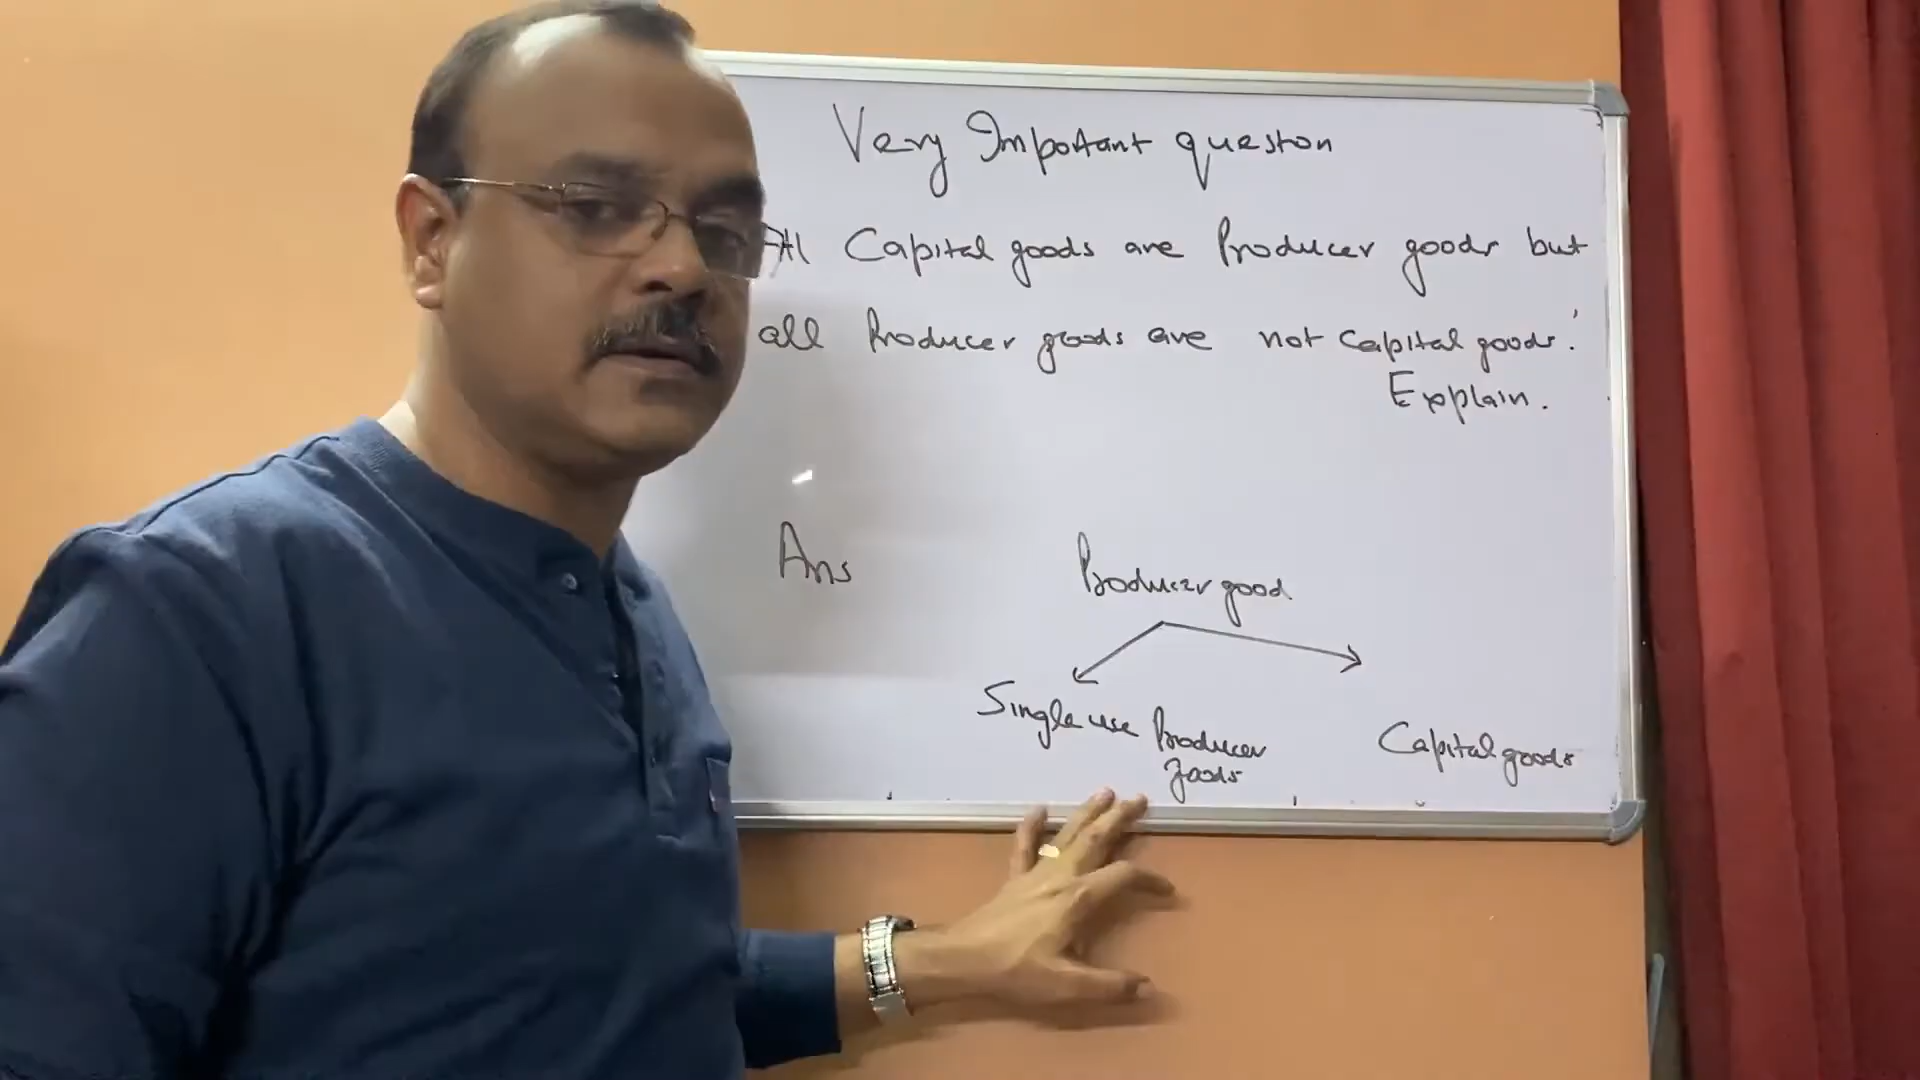 Very Important queston
All Capital goods are Producer goods but
all Producer goods are not Capital goods.'
Explain.
Ans
Producer good
Single use Producer
goods
Capital goods